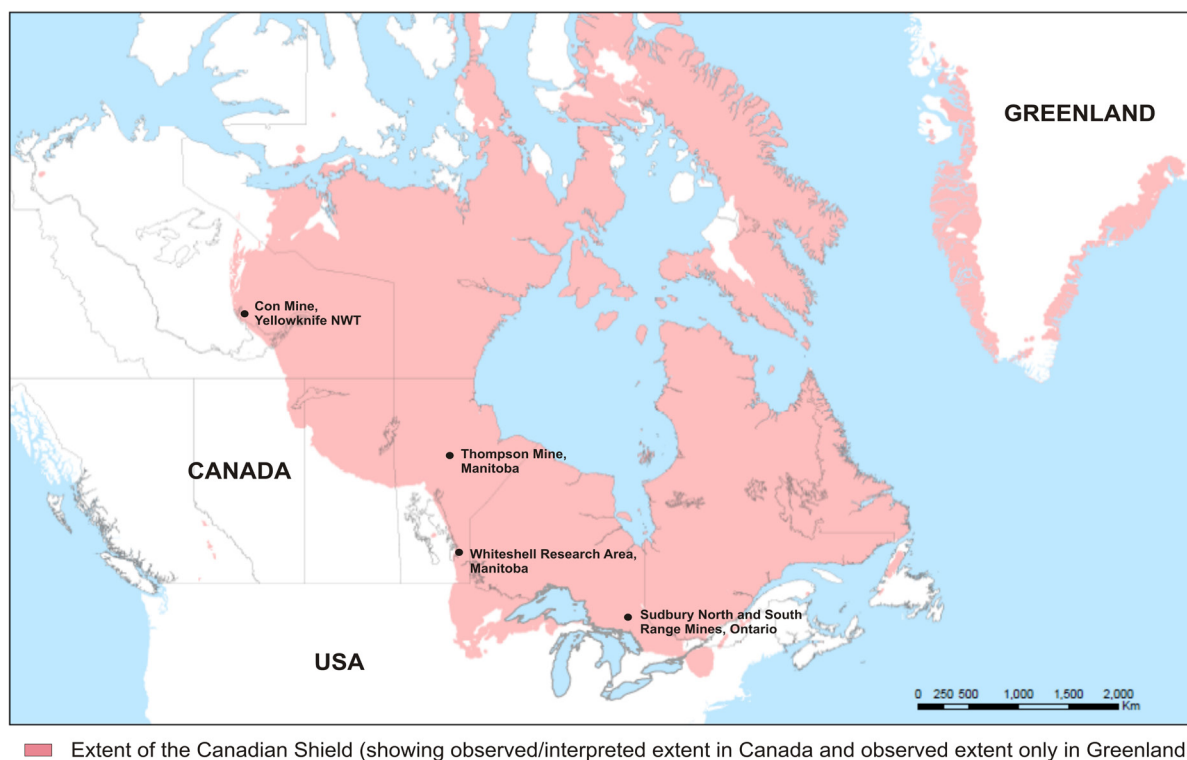 GREENLAND
Con Mine,
Yellowknife NWT
Thompson Mine,
Manitoba
CANADA
Whiteshell Research Area,
Manitoba
Sudbury North and South
Range Mines, Ontario
USA
0 250 500 1,000 1,500 2,000
Km
Extent of the Canadian Shield (showing observed/interpreted extent in Canada and observed extent only in Greenland